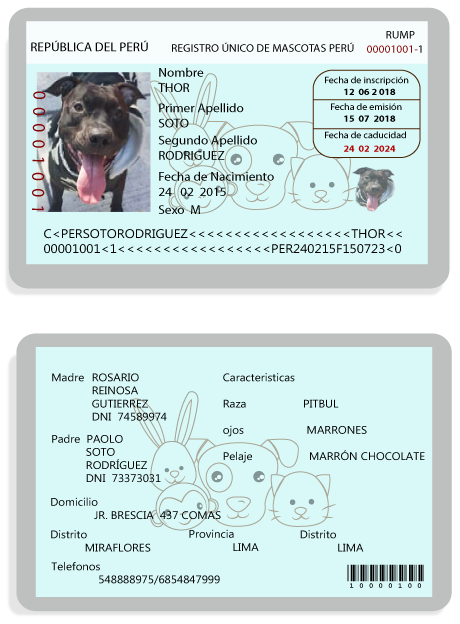 REPÚBLICA DEL PERÚ
REGISTRO ÚNICO DE MASCOTAS PERÚ
RUMP
00001001-1
00001001
Nombre
THOR
Primer Apellido
SOTO
Segundo Apellido
RODRIGUEZ
Fecha de Nacimiento
24 02 2015
Sexo M
Fecha de inscripción
12 06 2018
Fecha de emisión
15 07 2018
Fecha de caducidad
24 02 2024
C<PERSOTORODRIGUEZ<<<<<<<<<<<<<<<<<<THOR<<
00001001<1<<<<<<<<<<<<<<<<<PER240215F150723<0
Madre ROSARIO
REINOSA
GUTIERREZ
DNI 74589974
Padre PAOLO
SOTO
RODRÍGUEZ
DNI 73373031
Caracteristicas
Raza PITBUL
ojos MARRONES
Pelaje MARRÓN CHOCOLATE
Domicilio
JR. BRESCIA 437 COMAS
Distrito Provincia Distrito
MIRAFLORES LIMA LIMA
Telefonos
548888975/6854847999
10000100